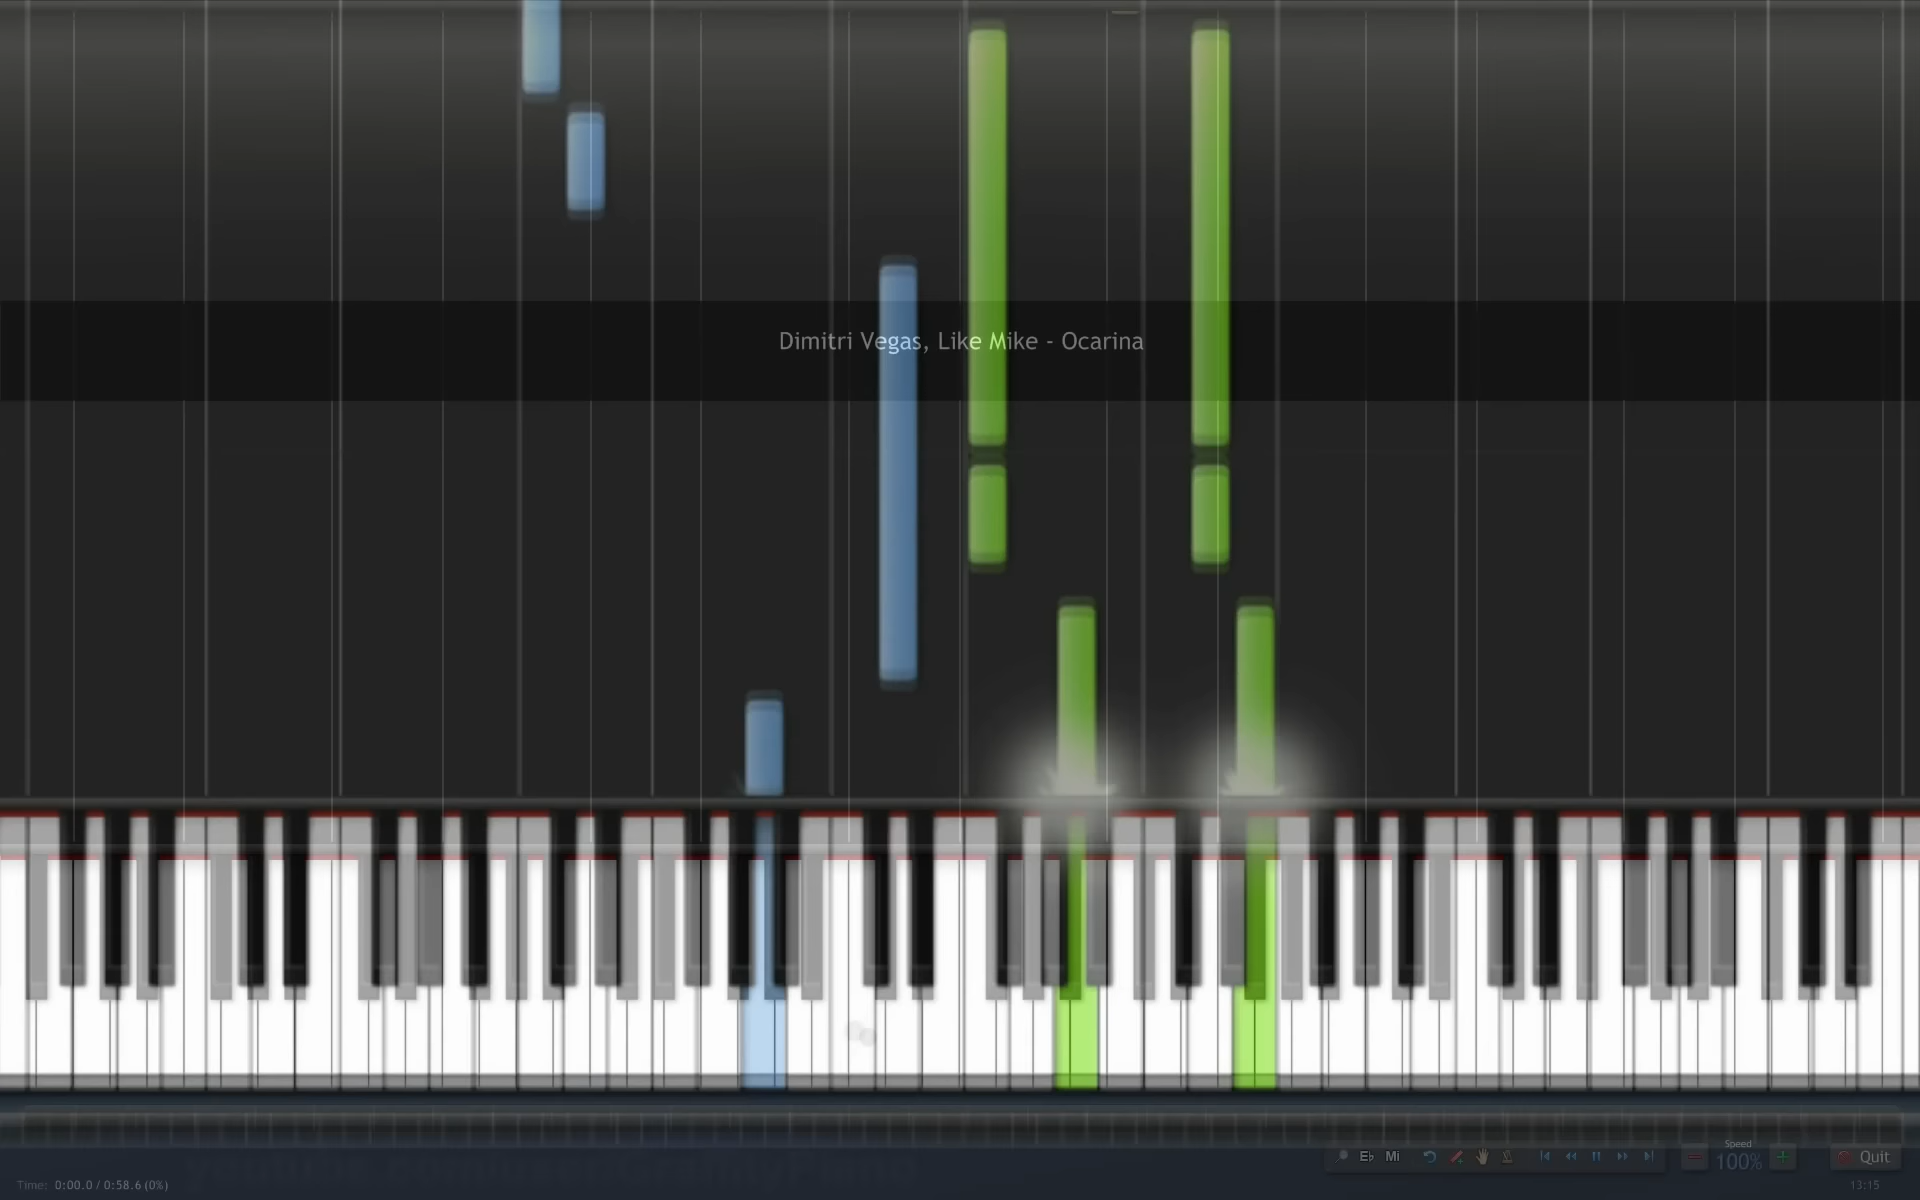 Dimitri Vegas, Like Mike - Ocarina
Speed
E♭ Mi 100% Quit
Time: 0:00.0 / 0:58.6 (0%) 13:15